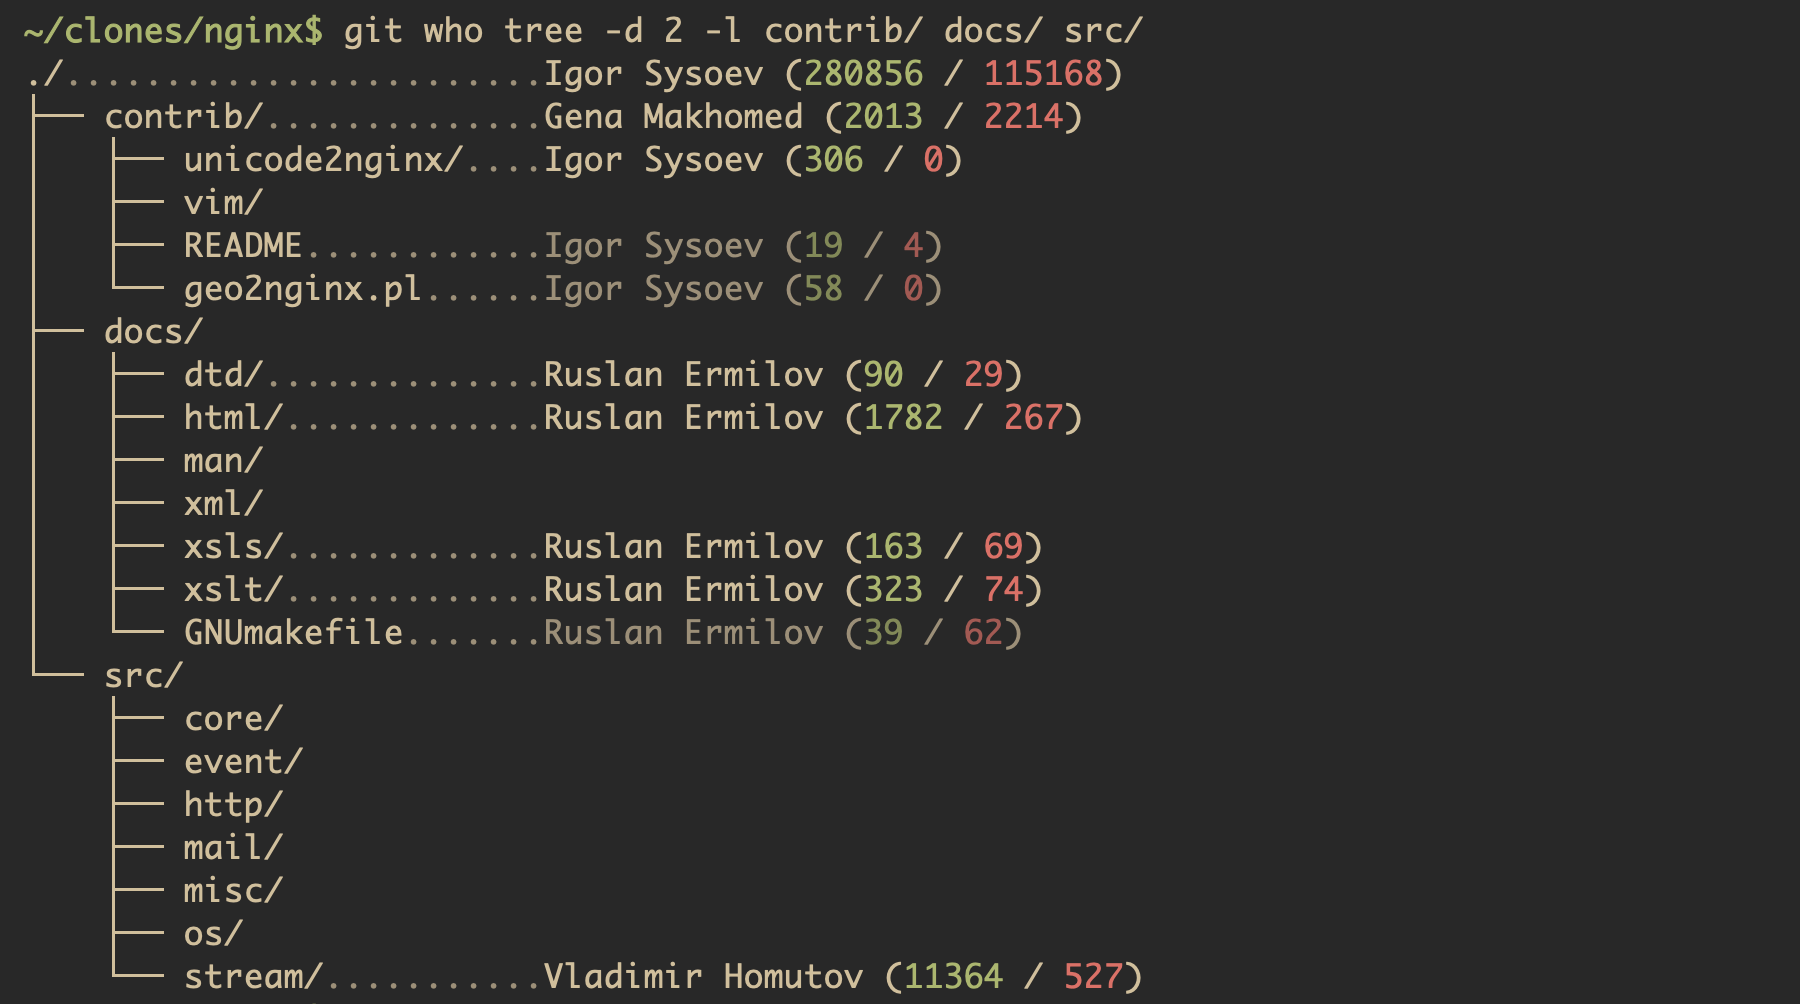 ~/clones/nginx$ git who tree -d 2 -l contrib/ docs/ src/
./........................Igor Sysoev (280856 / 115168)
├── contrib/..............Gena Makhomed (2013 / 2214)
│   ├── unicode2nginx/....Igor Sysoev (306 / 0)
│   ├── vim/
│   ├── README............Igor Sysoev (19 / 4)
│   └── geo2nginx.pl......Igor Sysoev (58 / 0)
├── docs/
│   ├── dtd/..............Ruslan Ermilov (90 / 29)
│   ├── html/.............Ruslan Ermilov (1782 / 267)
│   ├── man/
│   ├── xml/
│   ├── xsls/.............Ruslan Ermilov (163 / 69)
│   ├── xslt/.............Ruslan Ermilov (323 / 74)
│   └── GNUmakefile.......Ruslan Ermilov (39 / 62)
└── src/
    ├── core/
    ├── event/
    ├── http/
    ├── mail/
    ├── misc/
    ├── os/
    └── stream/...........Vladimir Homutov (11364 / 527)